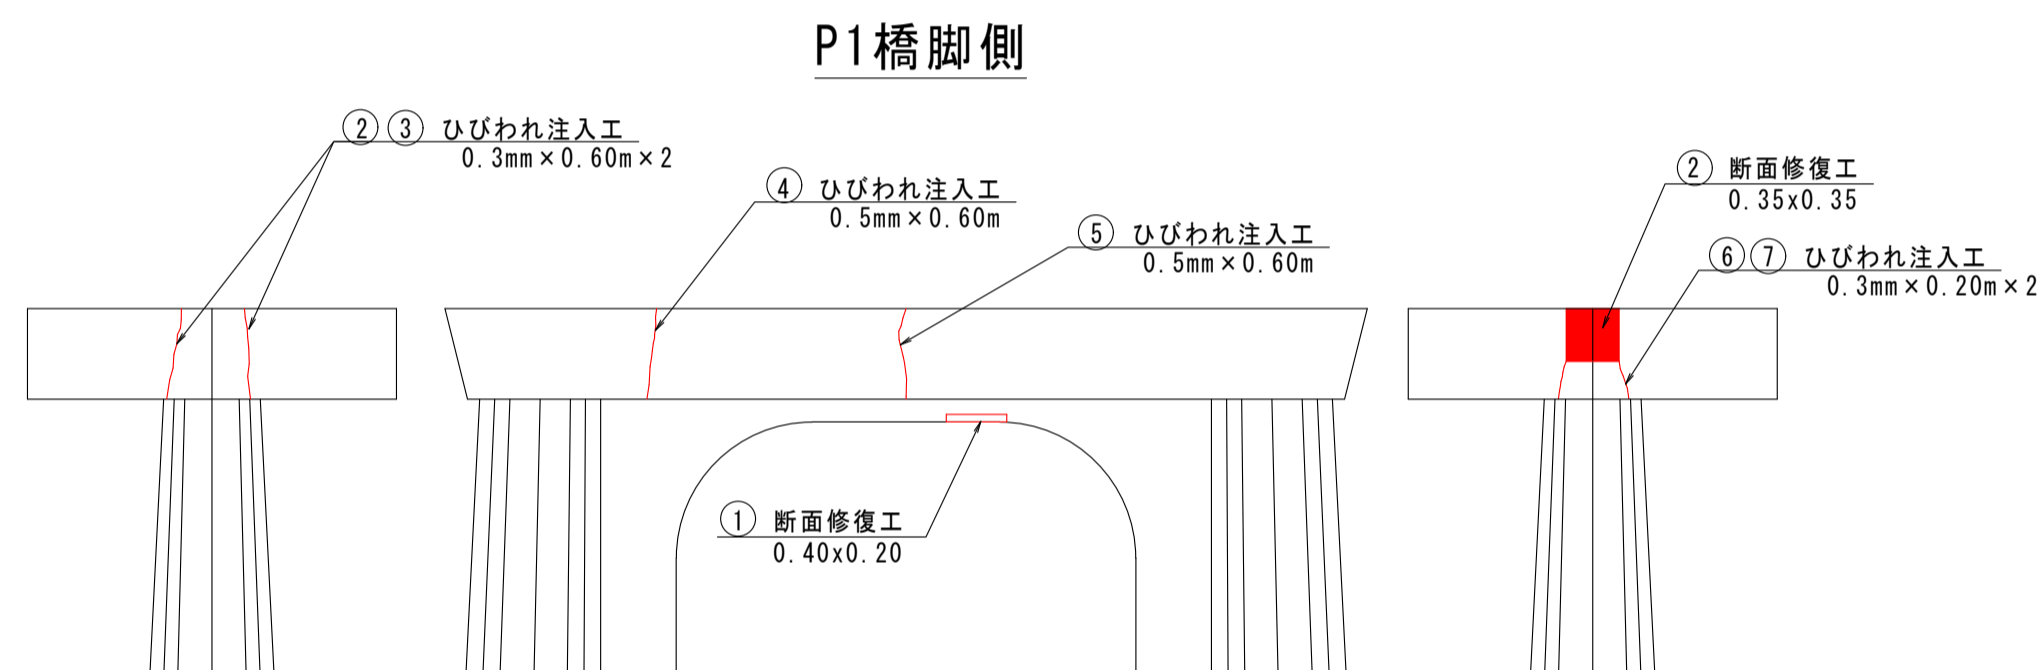 P1橋脚側
②③ ひびわれ注入工
0.3mm×0.60m×2
④ ひびわれ注入工
0.5mm×0.60m
⑤ ひびわれ注入工
0.5mm×0.60m
② 断面修復工
0.35x0.35
⑥⑦ ひびわれ注入工
0.3mm×0.20m×2
① 断面修復工
0.40x0.20